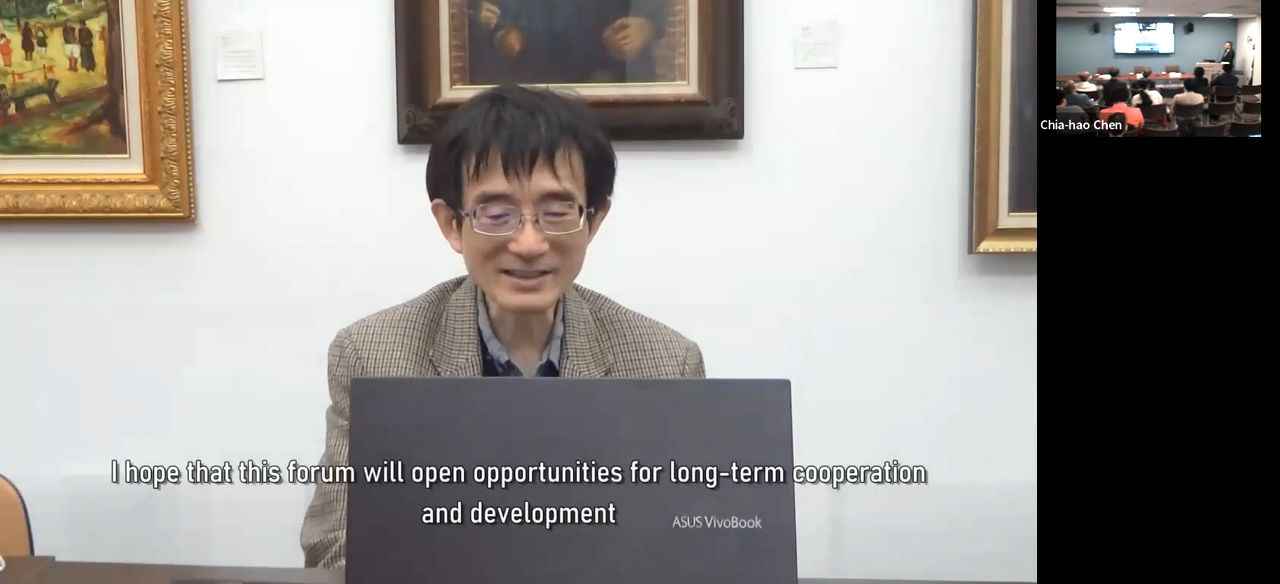 Chia-hao Chen
I hope that this forum will open opportunities for long-term cooperation
and development
ASUS VivoBook